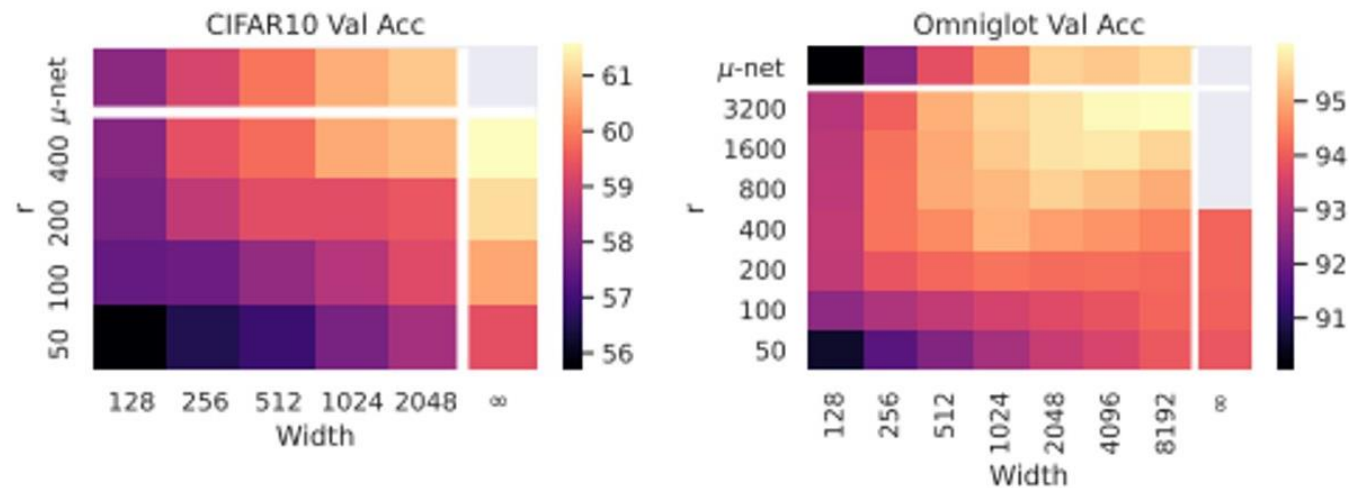 CIFAR10 Val Acc
μ-net
400
200
100
50
r
128 256 512 1024 2048 ∞
Width
61
60
59
58
57
56
Omniglot Val Acc
μ-net
3200
1600
800
400
200
100
50
r
128 256 512 1024 2048 4096 8192 ∞
Width
95
94
93
92
91